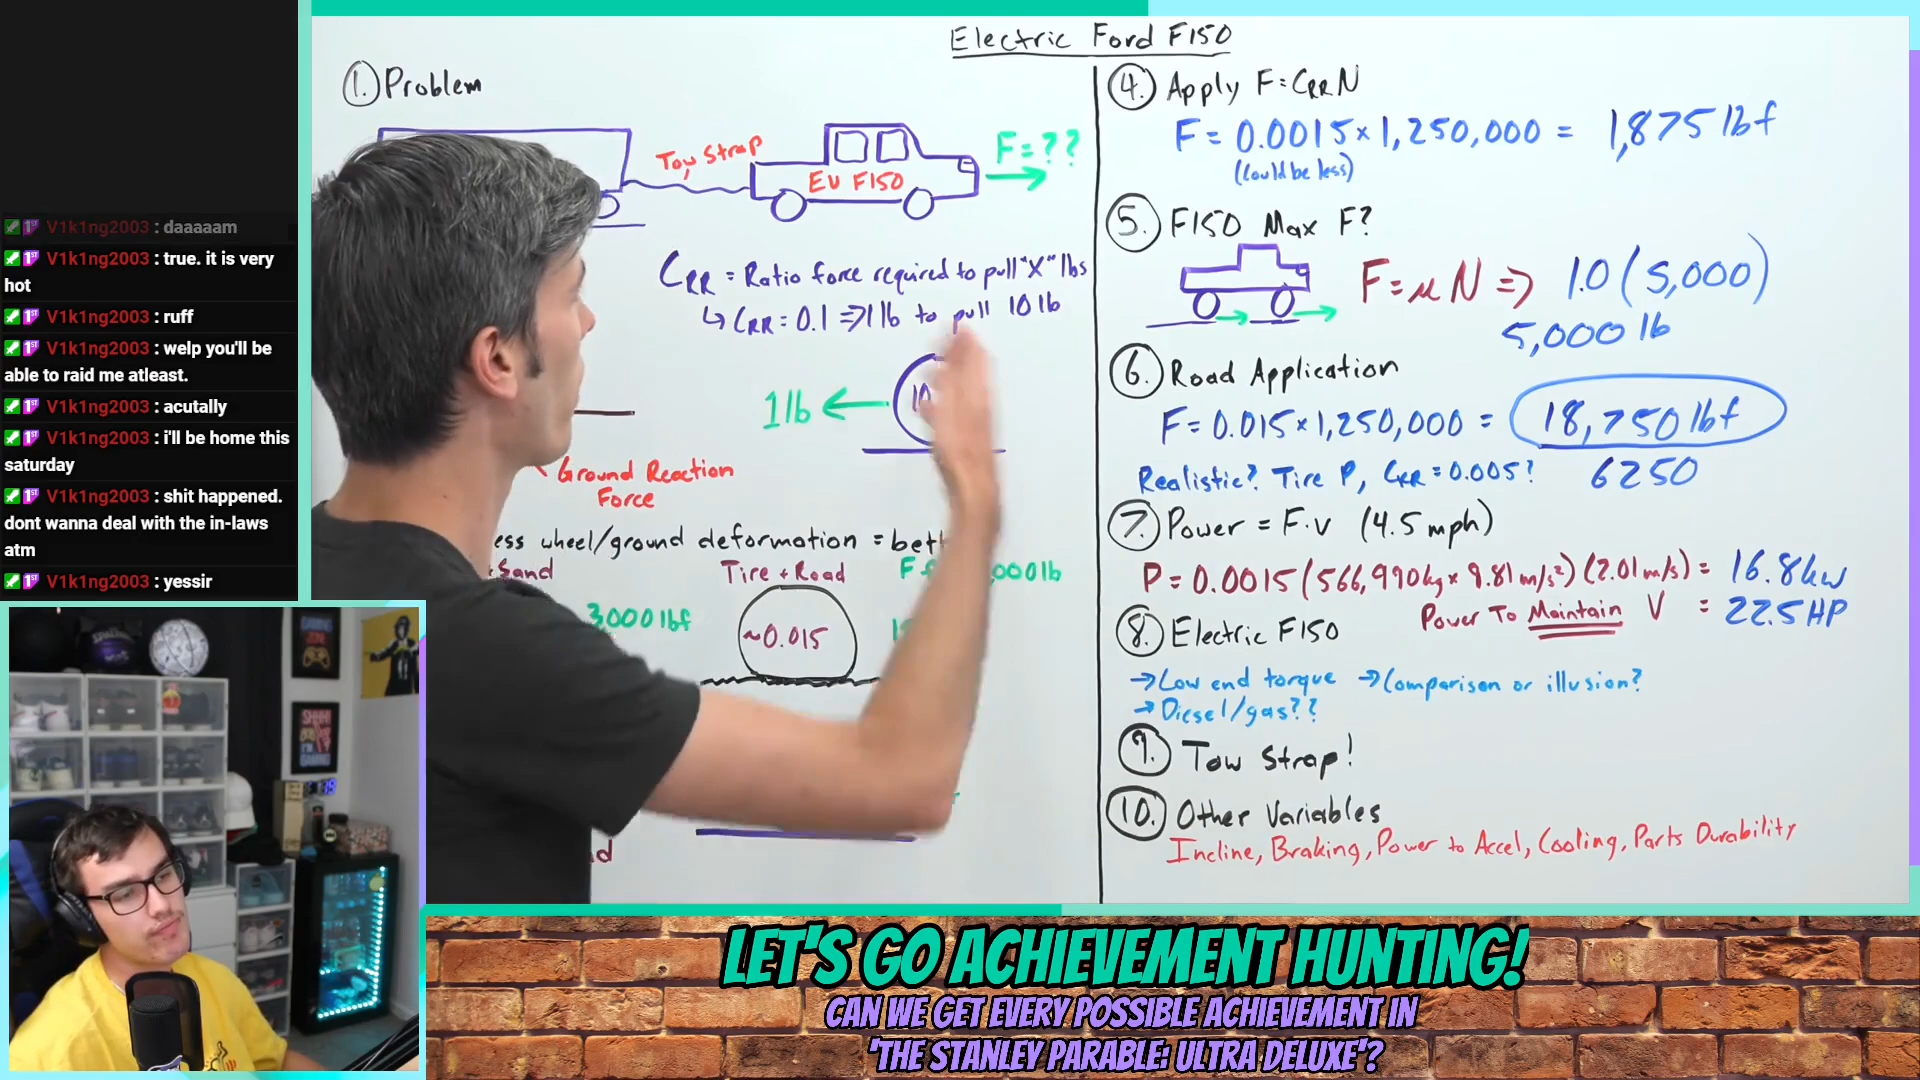 V1k1ng2003 : daaaaam
V1k1ng2003 : true. it is very
hot
V1k1ng2003 : ruff
V1k1ng2003 : welp you'll be
able to raid me atleast.
V1k1ng2003 : acutally
V1k1ng2003 : i'll be home this
saturday
V1k1ng2003 : shit happened.
dont wanna deal with the in-laws
atm
V1k1ng2003 : yessir
Electric Ford F150
1. Problem
Tow Strap
EV F150
F=??
CRR = Ratio force required to pull "X" lbs
↳ CRR = 0.1 => 1 lb to pull 10 lb
1lb ←
Ground Reaction
Force
wheel/ground deformation =
Sand
Tire + Road
3000 lbf
~0.015
4. Apply F=CRRN
F = 0.0015 × 1,250,000 = 1,875 lbf
(could be less)
5. F150 Max F?
F=μN => 1.0 (5,000)
5,000 lb
6. Road Application
F = 0.015 × 1,250,000 = 18,750 lbf
Realistic? Tire P, CRR = 0.005? 6250
7. Power = F·v (4.5 mph)
P = 0.0015 (566,990kg × 9.81 m/s²) (2.01 m/s) = 16.8kw
Power To Maintain V = 22.5 HP
8. Electric F150
→ Low end torque → Comparison or illusion?
→ Diesel/gas??
9. Tow Strap!
10. Other Variables
Incline, Braking, Power to Accel, Cooling, Parts Durability
LET'S GO ACHIEVEMENT HUNTING!
CAN WE GET EVERY POSSIBLE ACHIEVEMENT IN
'THE STANLEY PARABLE: ULTRA DELUXE'?